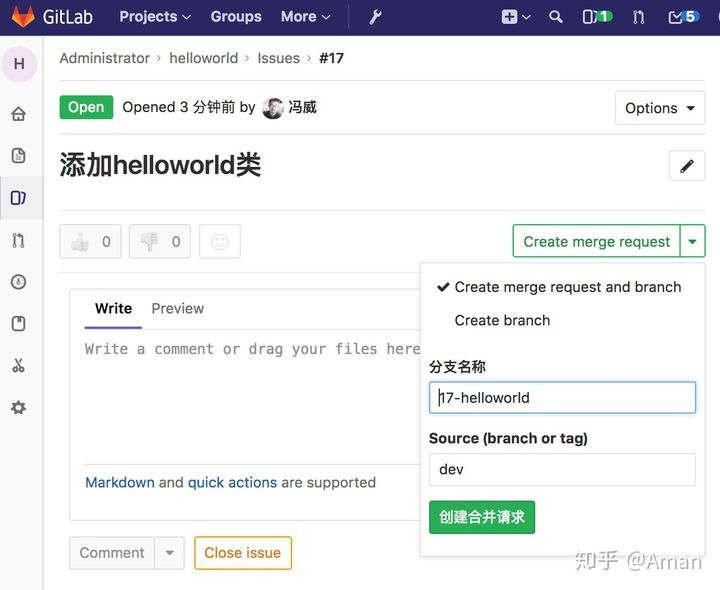 GitLab Projects Groups More 1 5
H
Administrator › helloworld › Issues › #17
Open Opened 3 分钟前 by 冯威 Options
添加helloworld类
0 0 Create merge request
Create merge request and branch
Create branch
Write Preview
Write a comment or drag your files here
分支名称
17-helloworld
Source (branch or tag)
dev
Markdown and quick actions are supported
创建合并请求
Comment Close issue
知乎 @Aman